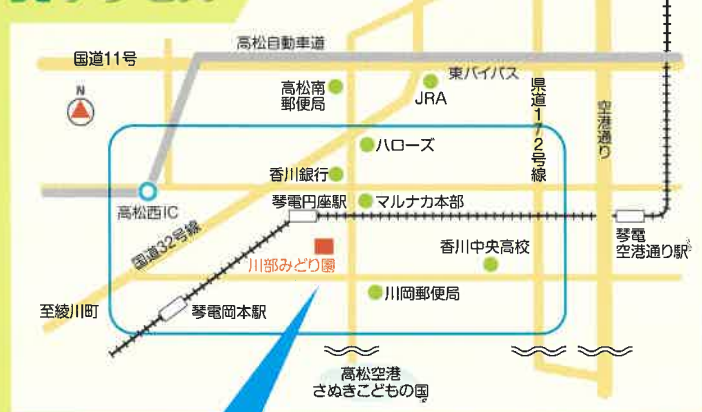 高松自動車道
国道11号
東バイパス
高松南
郵便局
JRA
県道172号線
空港通り
N
ハローズ
香川銀行
琴電円座駅
マルナカ本部
高松西IC
国道32号線
香川中央高校
琴電
空港通り駅
川部みどり園
川岡郵便局
至綾川町
琴電岡本駅
高松空港
さぬきこどもの国